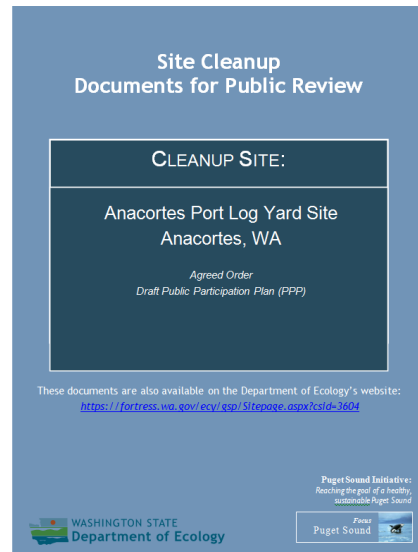 Site Cleanup
Documents for Public Review
CLEANUP SITE:
Anacortes Port Log Yard Site
Anacortes, WA
Agreed Order
Draft Public Participation Plan (PPP)
These documents are also available on the Department of Ecology's website:
https://fortress.wa.gov/ecy/gsp/Sitepage.aspx?csid=3604
Puget Sound Initiative:
Reaching the goal of a healthy,
sustainable Puget Sound
WASHINGTON STATE
Department of Ecology
Focus
Puget Sound